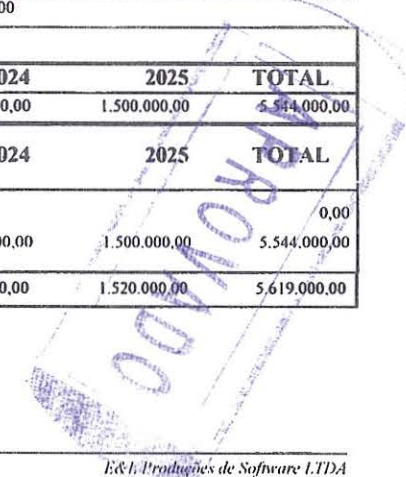 00
024 2025 TOTAL
0,00 1.500.000,00 5.544.000,00
024 2025 TOTAL
0,00
00,00 1.500.000,00 5.544.000,00
0,00 1.520.000,00 5.619.000,00
APROVADO
E&L Produções de Software LTDA